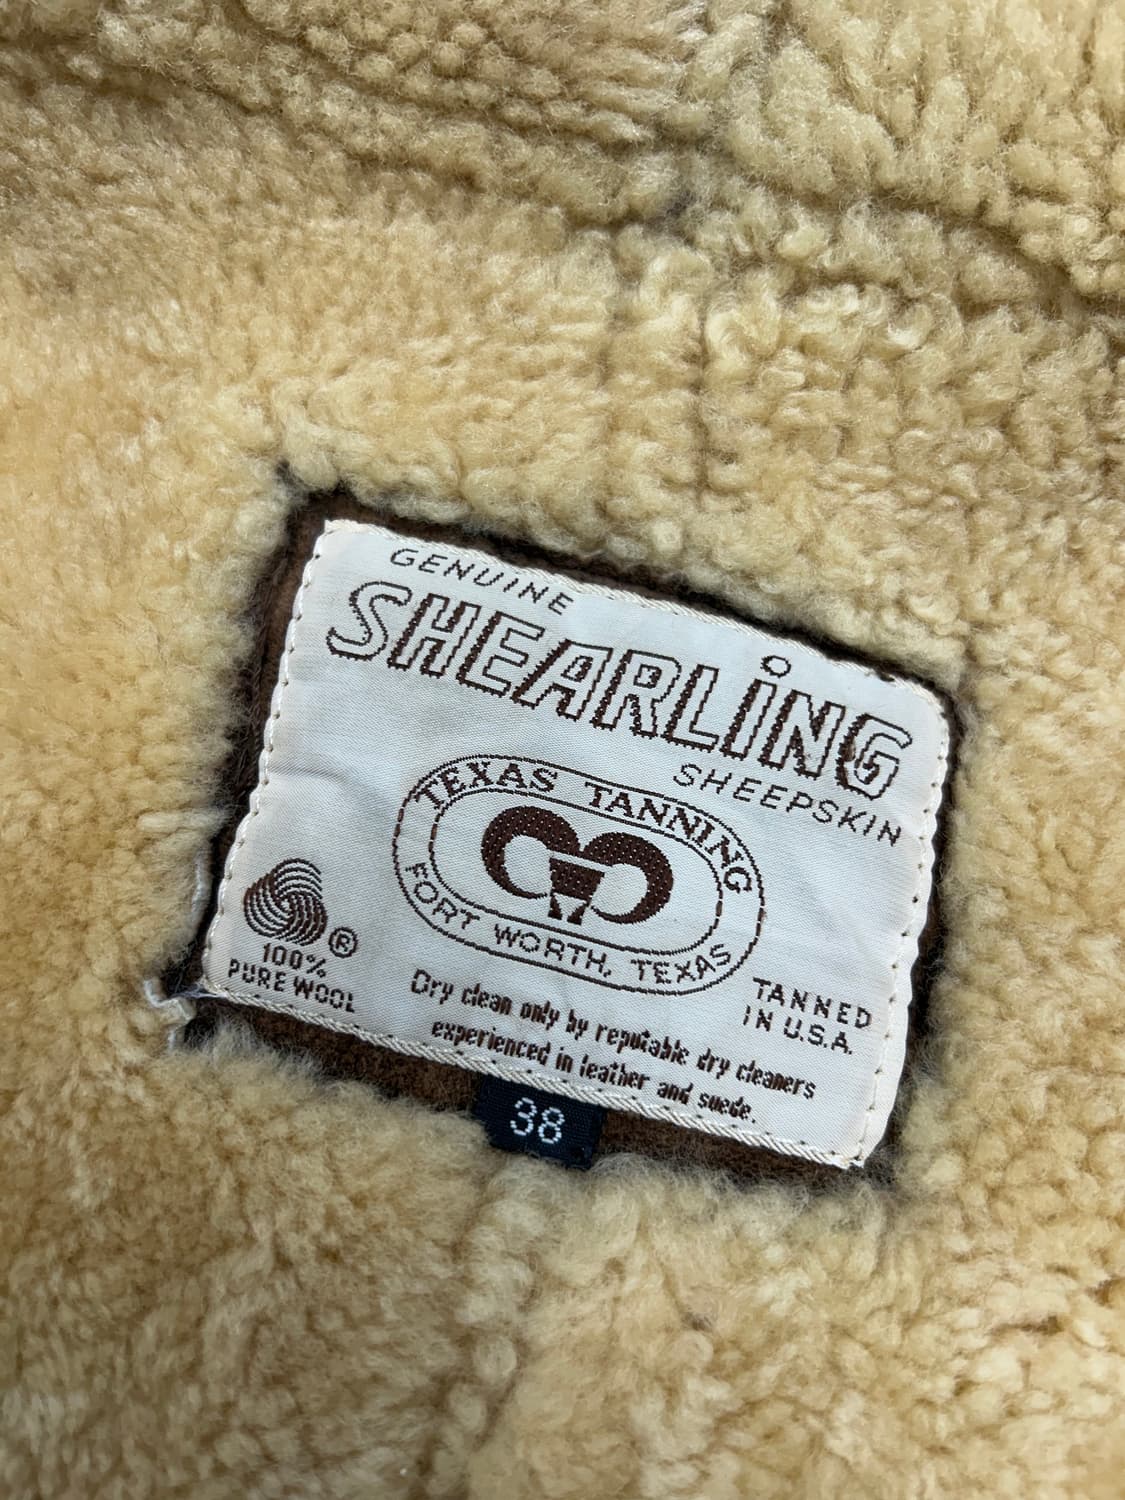 GENUINE
SHEARLiNG
SHEEPSKIN
TEXAS TANNING
FORT WORTH, TEXAS
®
100%
PURE WOOL
TANNED
IN U.S.A.
Dry clean only by reputable dry cleaners
experienced in leather and suede.
38